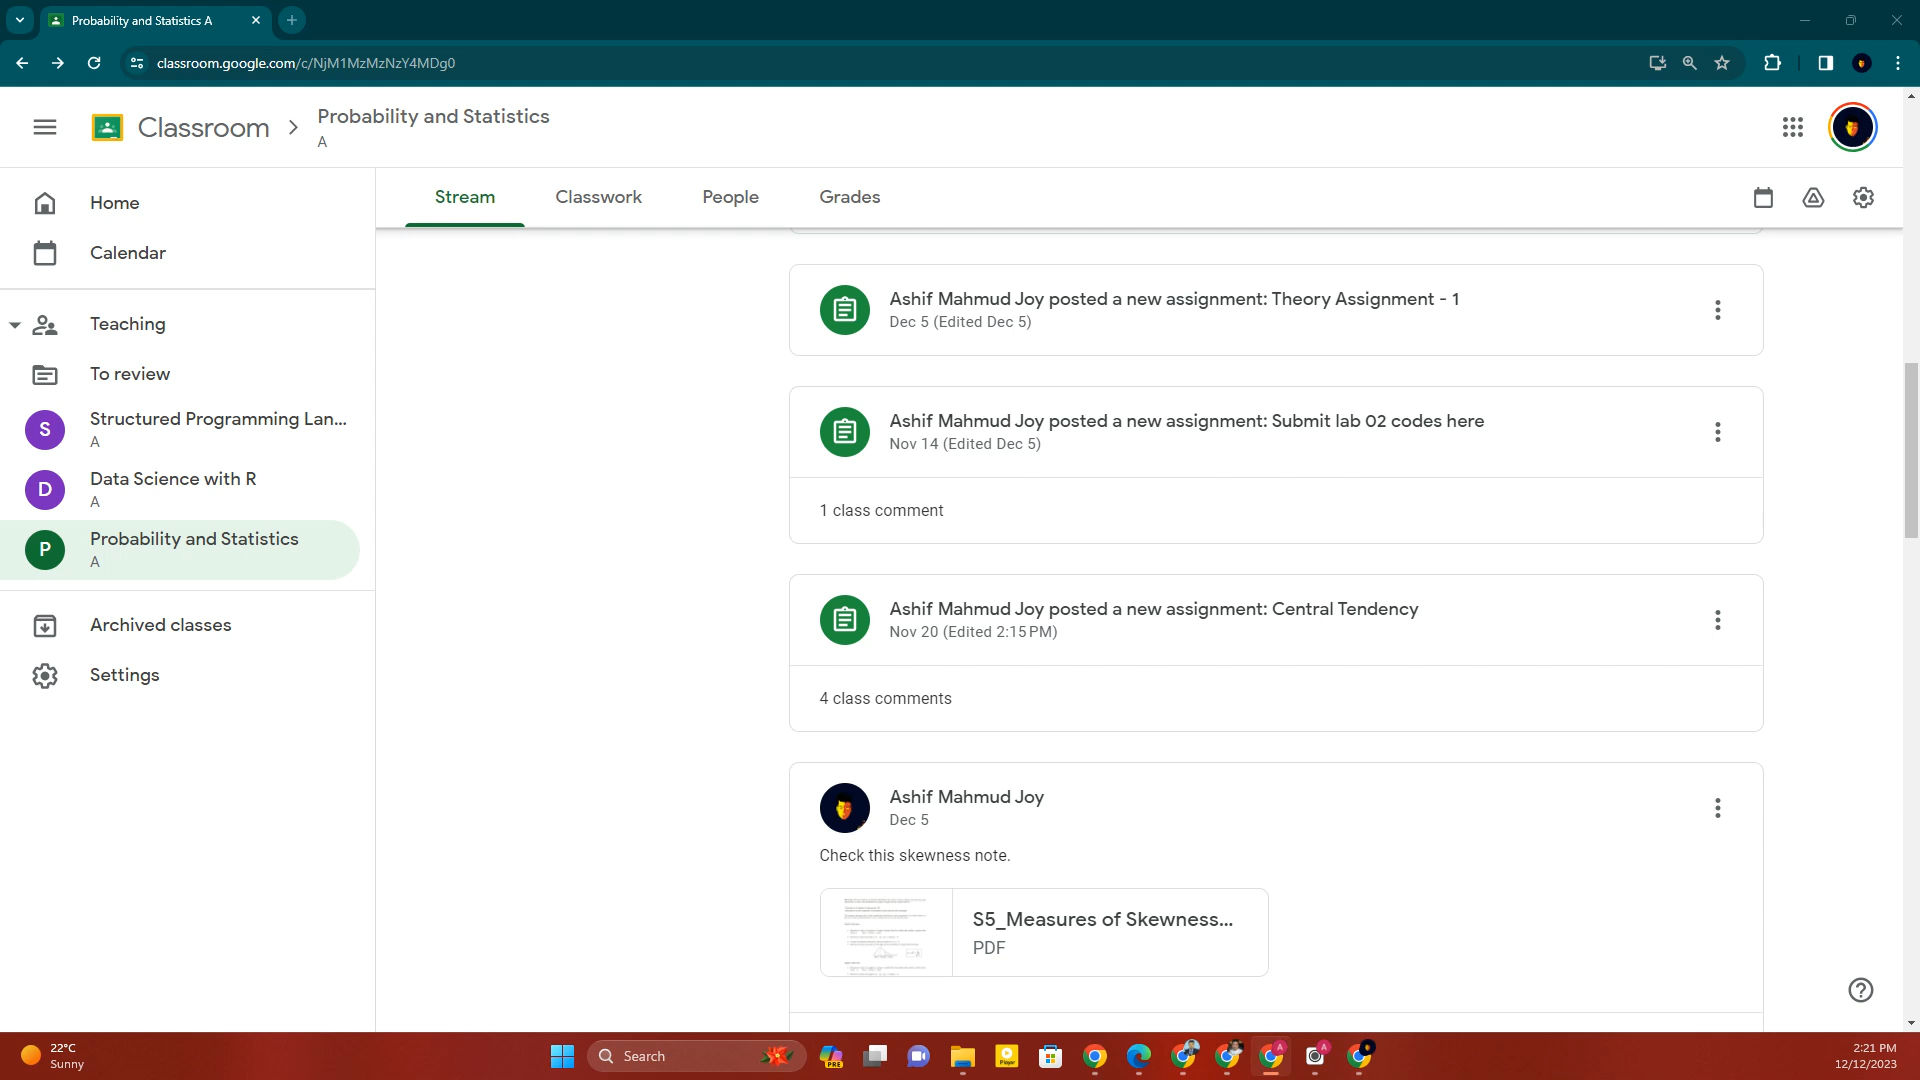 Probability and Statistics A
classroom.google.com/c/NjM1MzMzNzY4MDg0
Classroom
Probability and Statistics
A
Home
Calendar
Teaching
To review
S
Structured Programming Lan...
A
D
Data Science with R
A
P
Probability and Statistics
A
Archived classes
Settings
Stream
Classwork
People
Grades
Ashif Mahmud Joy posted a new assignment: Theory Assignment - 1
Dec 5 (Edited Dec 5)
Ashif Mahmud Joy posted a new assignment: Submit lab 02 codes here
Nov 14 (Edited Dec 5)
1 class comment
Ashif Mahmud Joy posted a new assignment: Central Tendency
Nov 20 (Edited 2:15 PM)
4 class comments
Ashif Mahmud Joy
Dec 5
Check this skewness note.
S5_Measures of Skewness...
PDF
22°C
Sunny
Search
PRE
Player
A
A
2:21 PM
12/12/2023